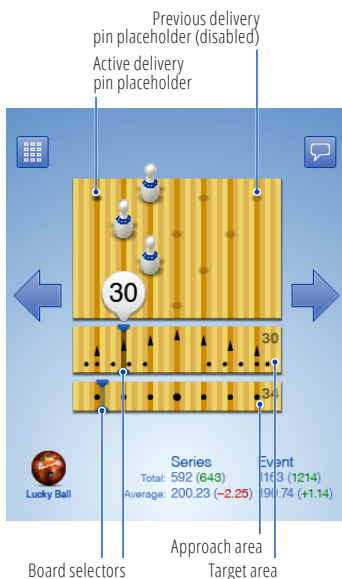 Previous delivery
pin placeholder (disabled)
Active delivery
pin placeholder
30
30
34
Series Event
Total: 592 (643) 1163 (1214)
Average: 200.23 (−2.25) 190.74 (+1.14)
Lucky Ball
Approach area
Board selectors Target area